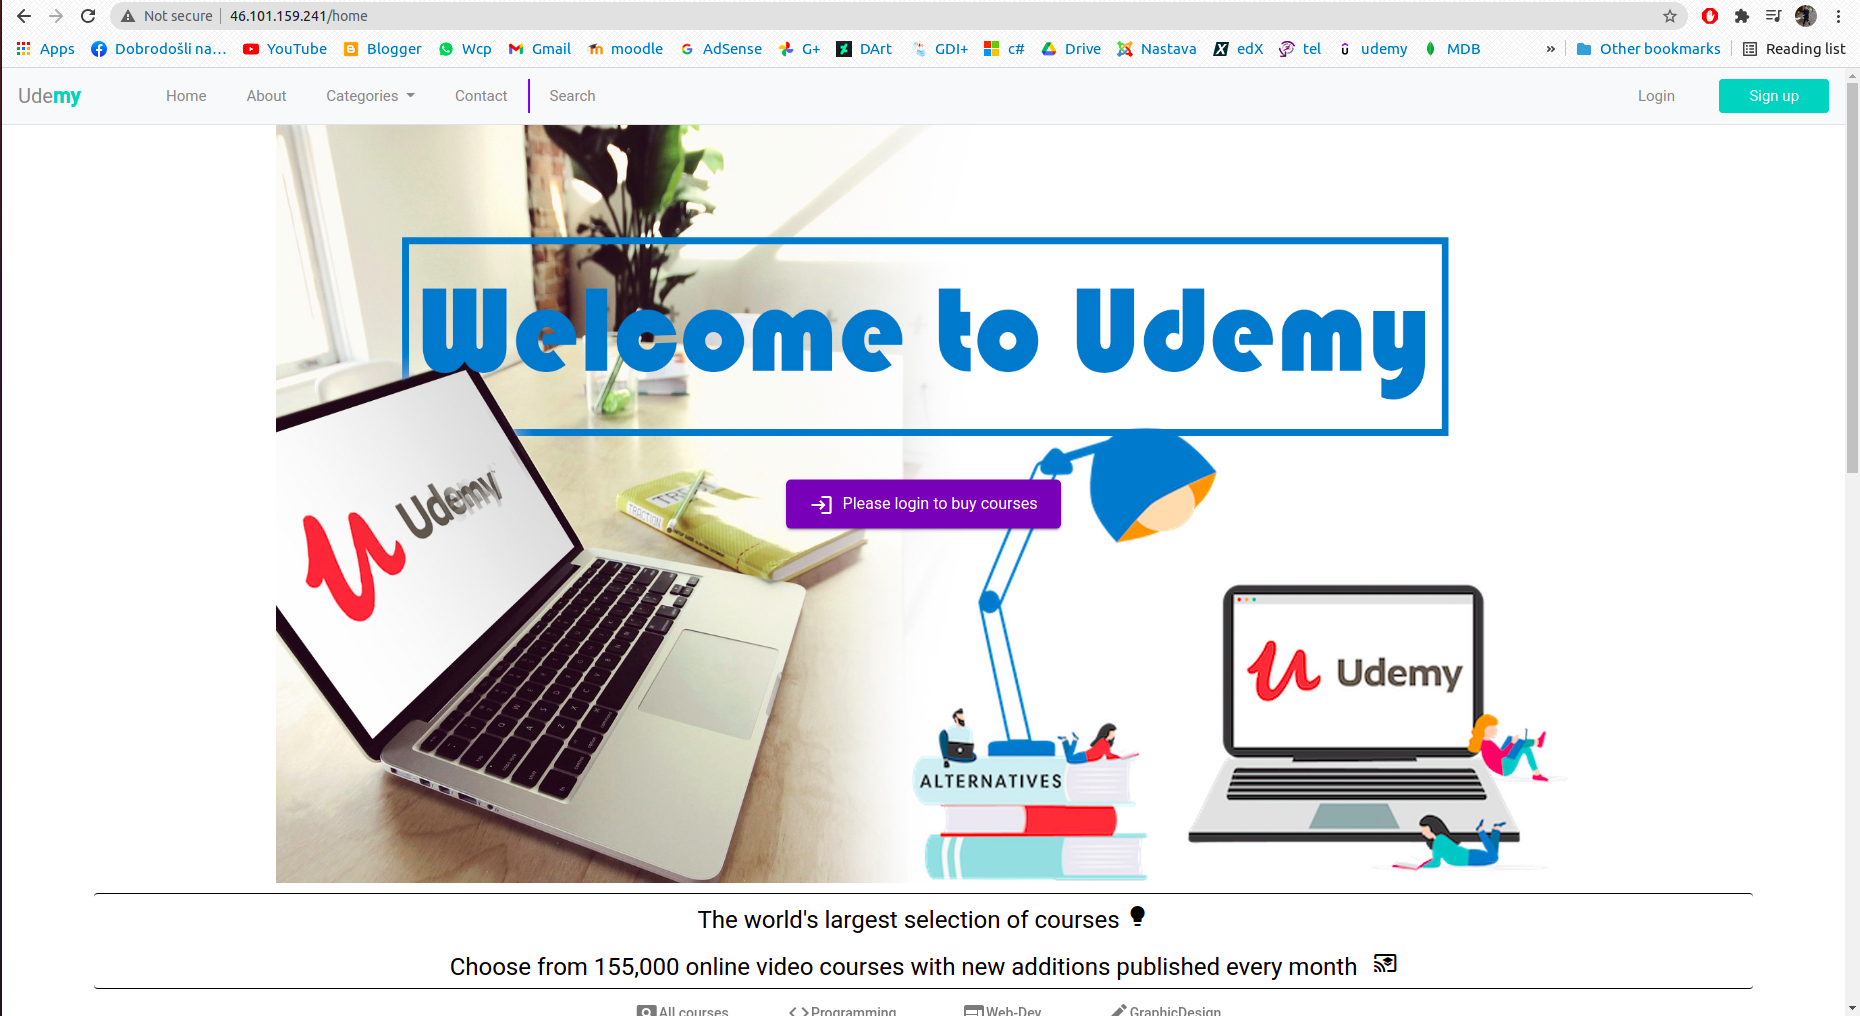 Not secure | 46.101.159.241/home
Apps Dobrodošli na... YouTube Blogger Wcp Gmail moodle AdSense G+ DArt GDI+ c# Drive Nastava edX tel udemy MDB » Other bookmarks Reading list
Udemy Home About Categories Contact Search Login Sign up
Welcome to Udemy
Udemy
TRACTION
Please login to buy courses
Udemy
ALTERNATIVES
The world's largest selection of courses
Choose from 155,000 online video courses with new additions published every month
All courses <> Programming Web-Dev GraphicDesign